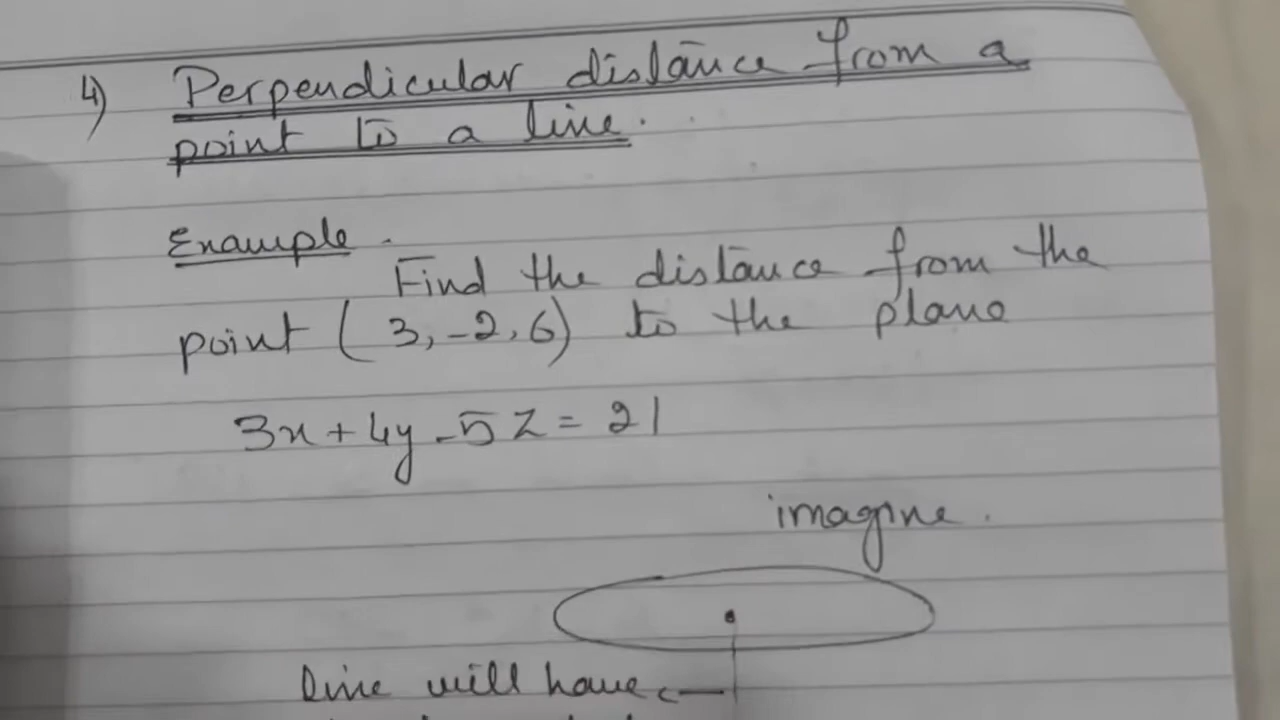 4) Perpendicular distance from a
point to a line.
Example.
Find the distance from the
point (3, -2, 6) to the plane
3x + 4y - 5z = 21
imagine.
line will have